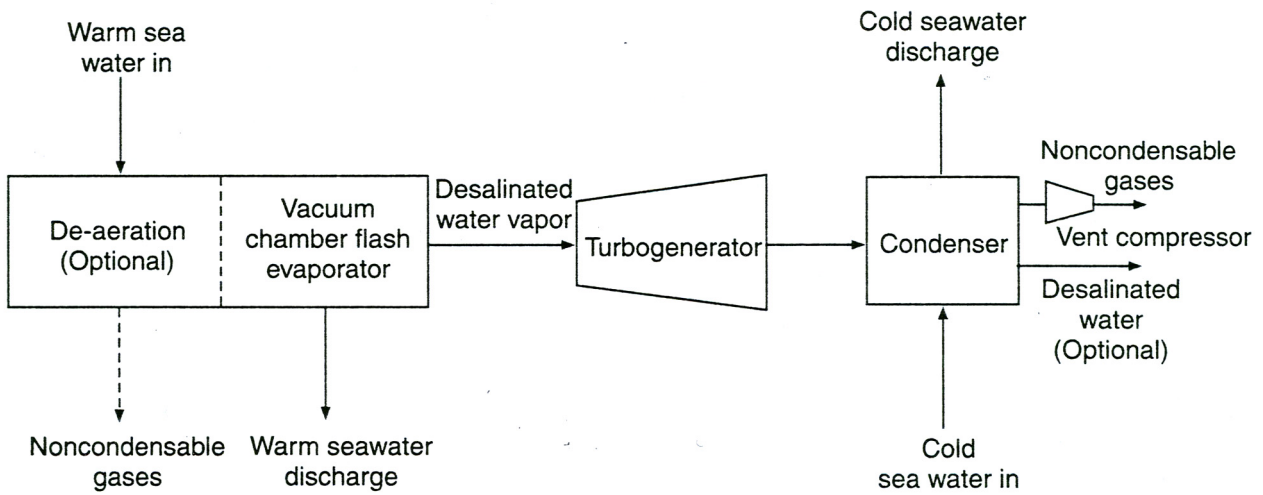 Warm sea
water in
De-aeration
(Optional)
Vacuum
chamber flash
evaporator
Noncondensable
gases
Warm seawater
discharge
Desalinated
water vapor
Turbogenerator
Cold seawater
discharge
Condenser
Cold
sea water in
Noncondensable
gases
Vent compressor
Desalinated
water
(Optional)